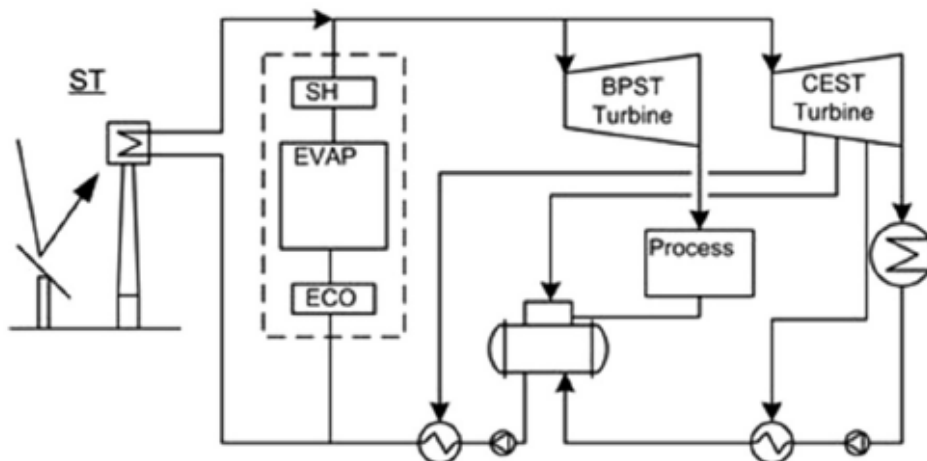 ST
SH
EVAP
ECO
BPST
Turbine
CEST
Turbine
Process